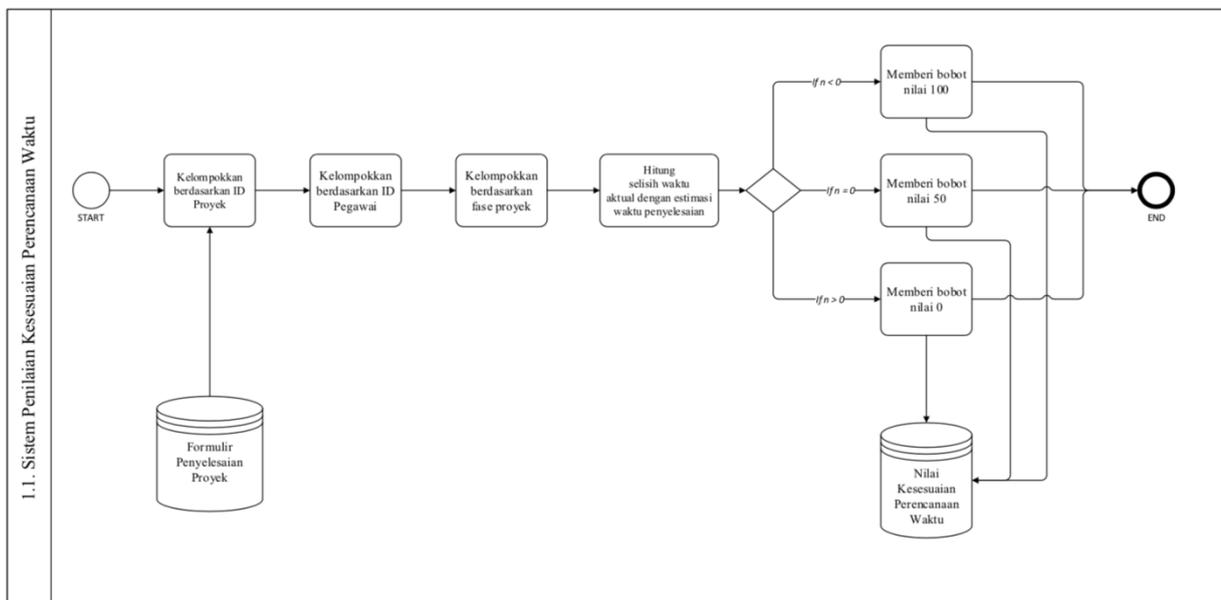 1.1. Sistem Penilaian Kesesuaian Perencanaan Waktu
START
Kelompokkan
berdasarkan ID
Proyek
Kelompokkan
berdasarkan ID
Pegawai
Kelompokkan
berdasarkan
fase proyek
Hitung
selisih waktu
aktual dengan estimasi
waktu penyelesaian
If n < 0
Memberi bobot
nilai 100
If n = 0
Memberi bobot
nilai 50
If n > 0
Memberi bobot
nilai 0
END
Formulir
Penyelesaian
Proyek
Nilai
Kesesuaian
Perencanaan
Waktu